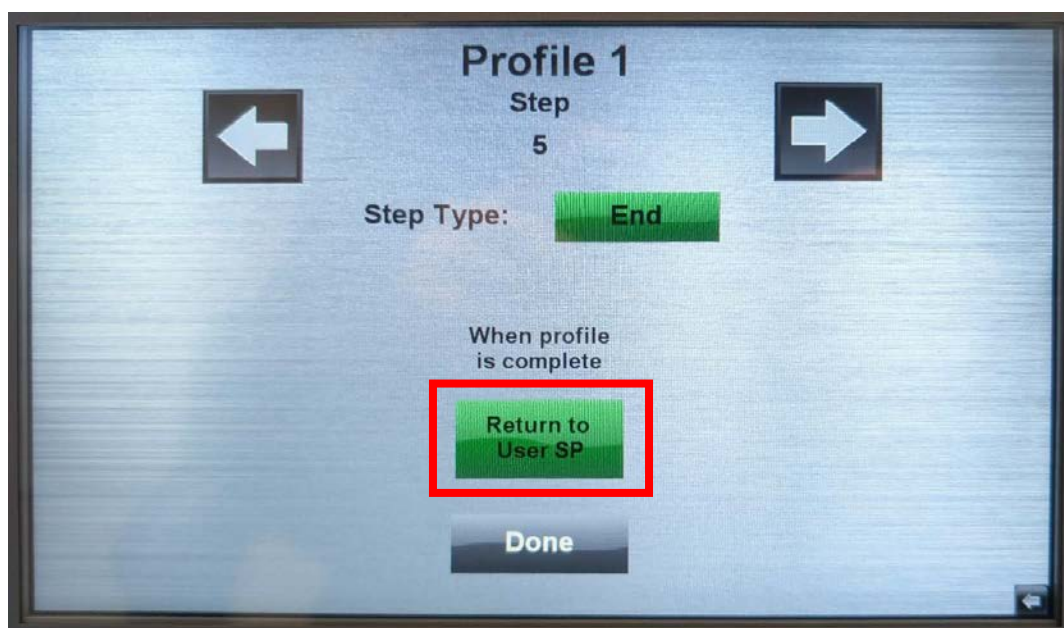 Profile 1
Step
5
Step Type: End
When profile
is complete
Return to
User SP
Done